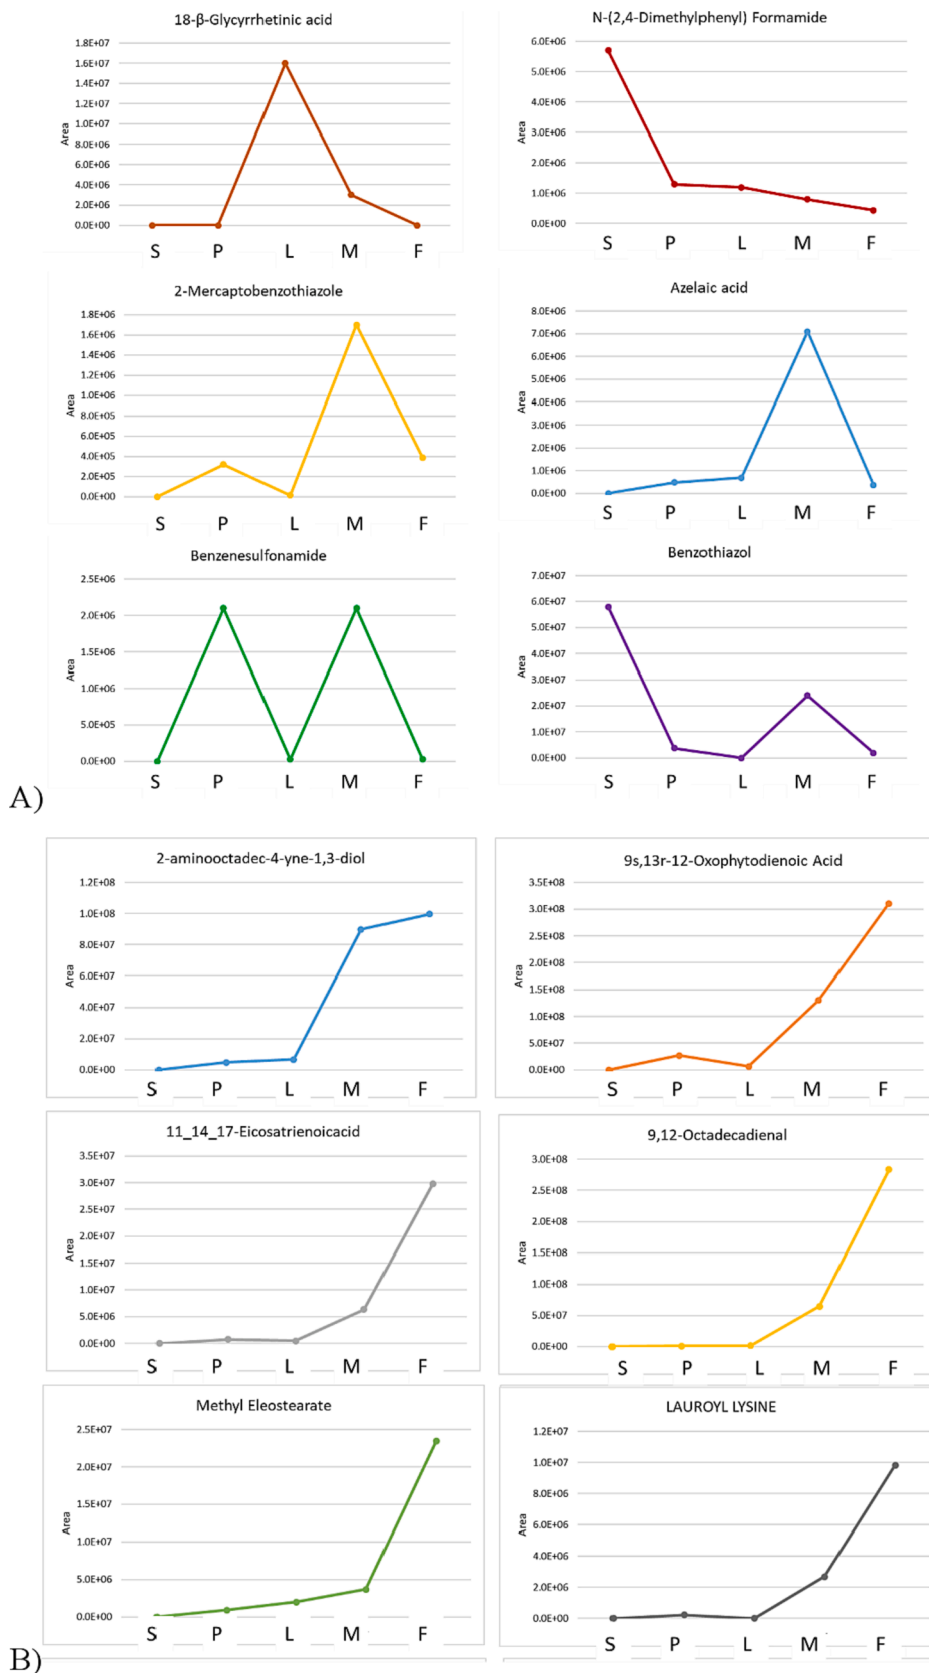 18-β-Glycyrrhetinic acid
1.8E+07
1.6E+07
1.4E+07
1.2E+07
1.0E+07
8.0E+06
6.0E+06
4.0E+06
2.0E+06
0.0E+00
Area
S P L M F
N-(2,4-Dimethylphenyl) Formamide
6.0E+06
5.0E+06
4.0E+06
3.0E+06
2.0E+06
1.0E+06
0.0E+00
Area
S P L M F
2-Mercaptobenzothiazole
1.8E+06
1.6E+06
1.4E+06
1.2E+06
1.0E+06
8.0E+05
6.0E+05
4.0E+05
2.0E+05
0.0E+00
Area
S P L M F
Azelaic acid
8.0E+06
7.0E+06
6.0E+06
5.0E+06
4.0E+06
3.0E+06
2.0E+06
1.0E+06
0.0E+00
Area
S P L M F
Benzenesulfonamide
2.5E+06
2.0E+06
1.5E+06
1.0E+06
5.0E+05
0.0E+00
Area
S P L M F
Benzothiazol
7.0E+07
6.0E+07
5.0E+07
4.0E+07
3.0E+07
2.0E+07
1.0E+07
0.0E+00
Area
S P L M F
A)
2-aminooctadec-4-yne-1,3-diol
1.2E+08
1.0E+08
8.0E+07
6.0E+07
4.0E+07
2.0E+07
0.0E+00
Area
S P L M F
9s,13r-12-Oxophytodienoic Acid
3.5E+08
3.0E+08
2.5E+08
2.0E+08
1.5E+08
1.0E+08
5.0E+07
0.0E+00
Area
S P L M F
11_14_17-Eicosatrienoicacid
3.5E+07
3.0E+07
2.5E+07
2.0E+07
1.5E+07
1.0E+07
5.0E+06
0.0E+00
Area
S P L M F
9,12-Octadecadienal
3.0E+08
2.5E+08
2.0E+08
1.5E+08
1.0E+08
5.0E+07
0.0E+00
Area
S P L M F
Methyl Eleostearate
2.5E+07
2.0E+07
1.5E+07
1.0E+07
5.0E+06
0.0E+00
Area
S P L M F
LAUROYL LYSINE
1.2E+07
1.0E+07
8.0E+06
6.0E+06
4.0E+06
2.0E+06
0.0E+00
Area
S P L M F
B)